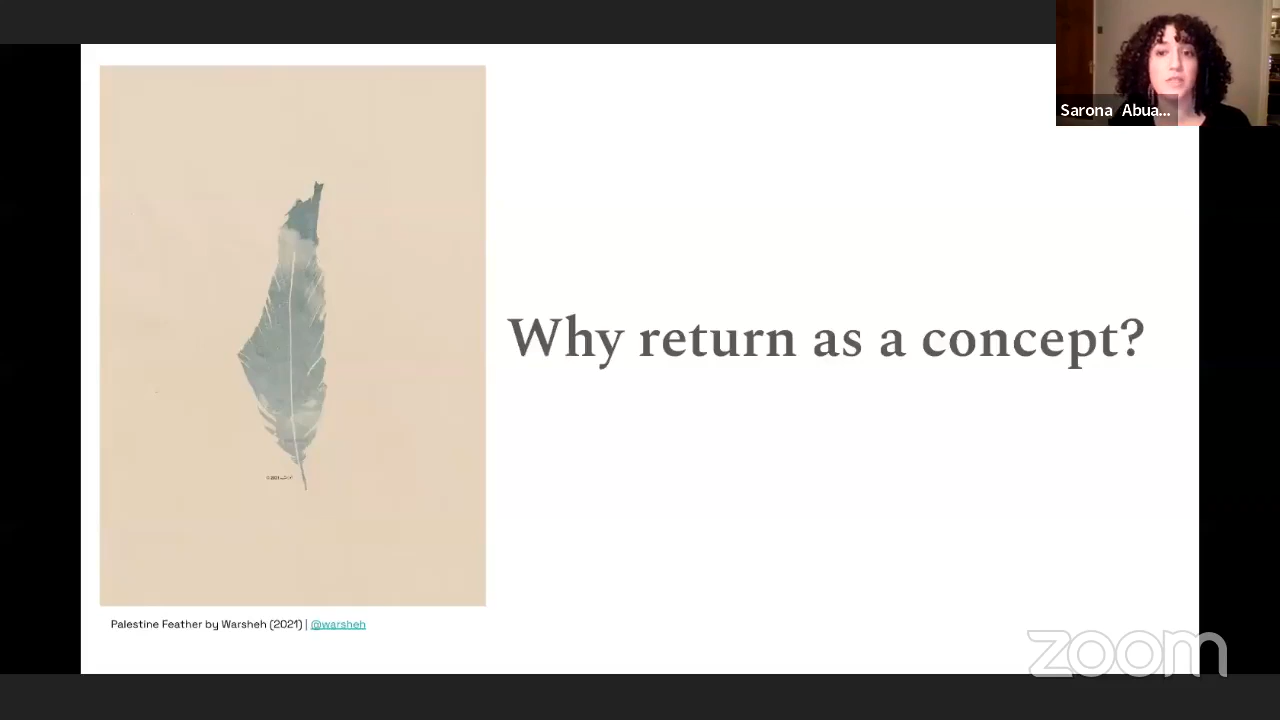 Sarona Abua...
Why return as a concept?
Palestine Feather by Warsheh (2021) | @warsheh
zoom